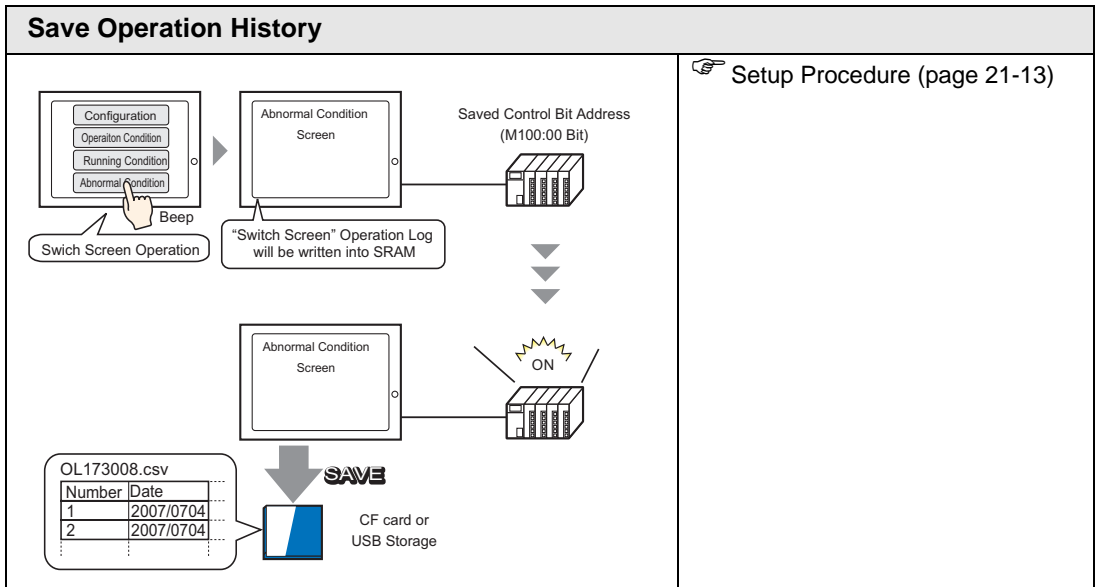 Save Operation History
Setup Procedure (page 21-13)
Configuration
Operaiton Condition
Running Condition
Abnormal Condition
Beep
Swich Screen Operation
Abnormal Condition
Screen
"Switch Screen" Operation Log
will be written into SRAM
Saved Control Bit Address
(M100:00 Bit)
Abnormal Condition
Screen
ON
SAVE
OL173008.csv
Number Date
1 2007/0704
2 2007/0704
CF card or
USB Storage